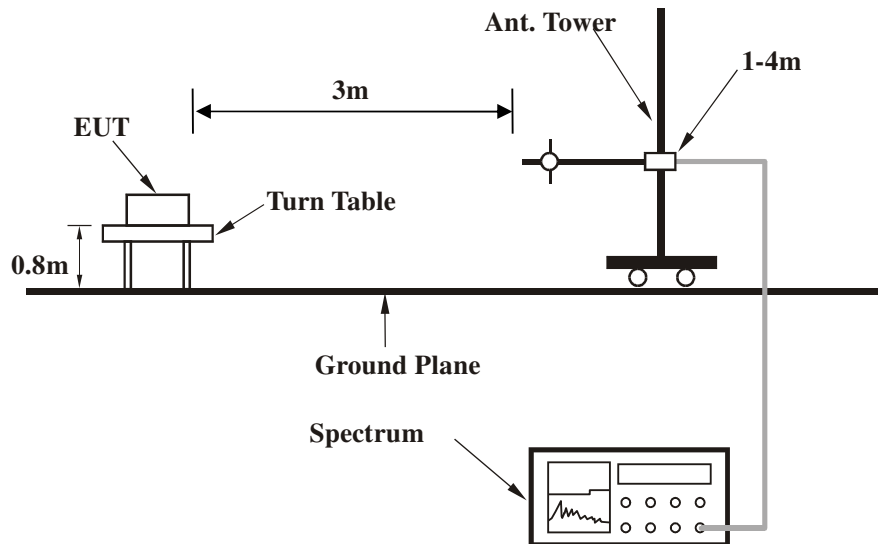 Ant. Tower
1-4m
3m
EUT
Turn Table
0.8m
Ground Plane
Spectrum